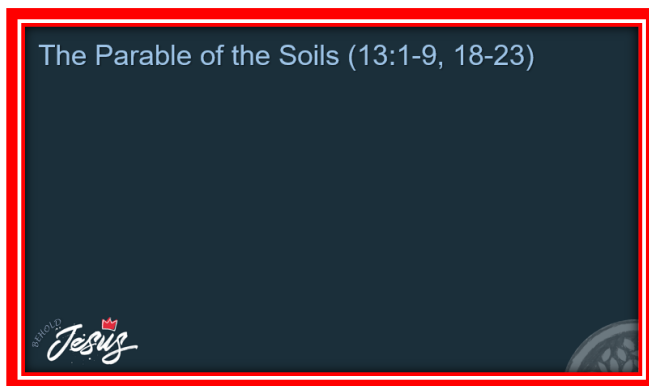 The Parable of the Soils (13:1-9, 18-23)
BEHOLD
Jesus